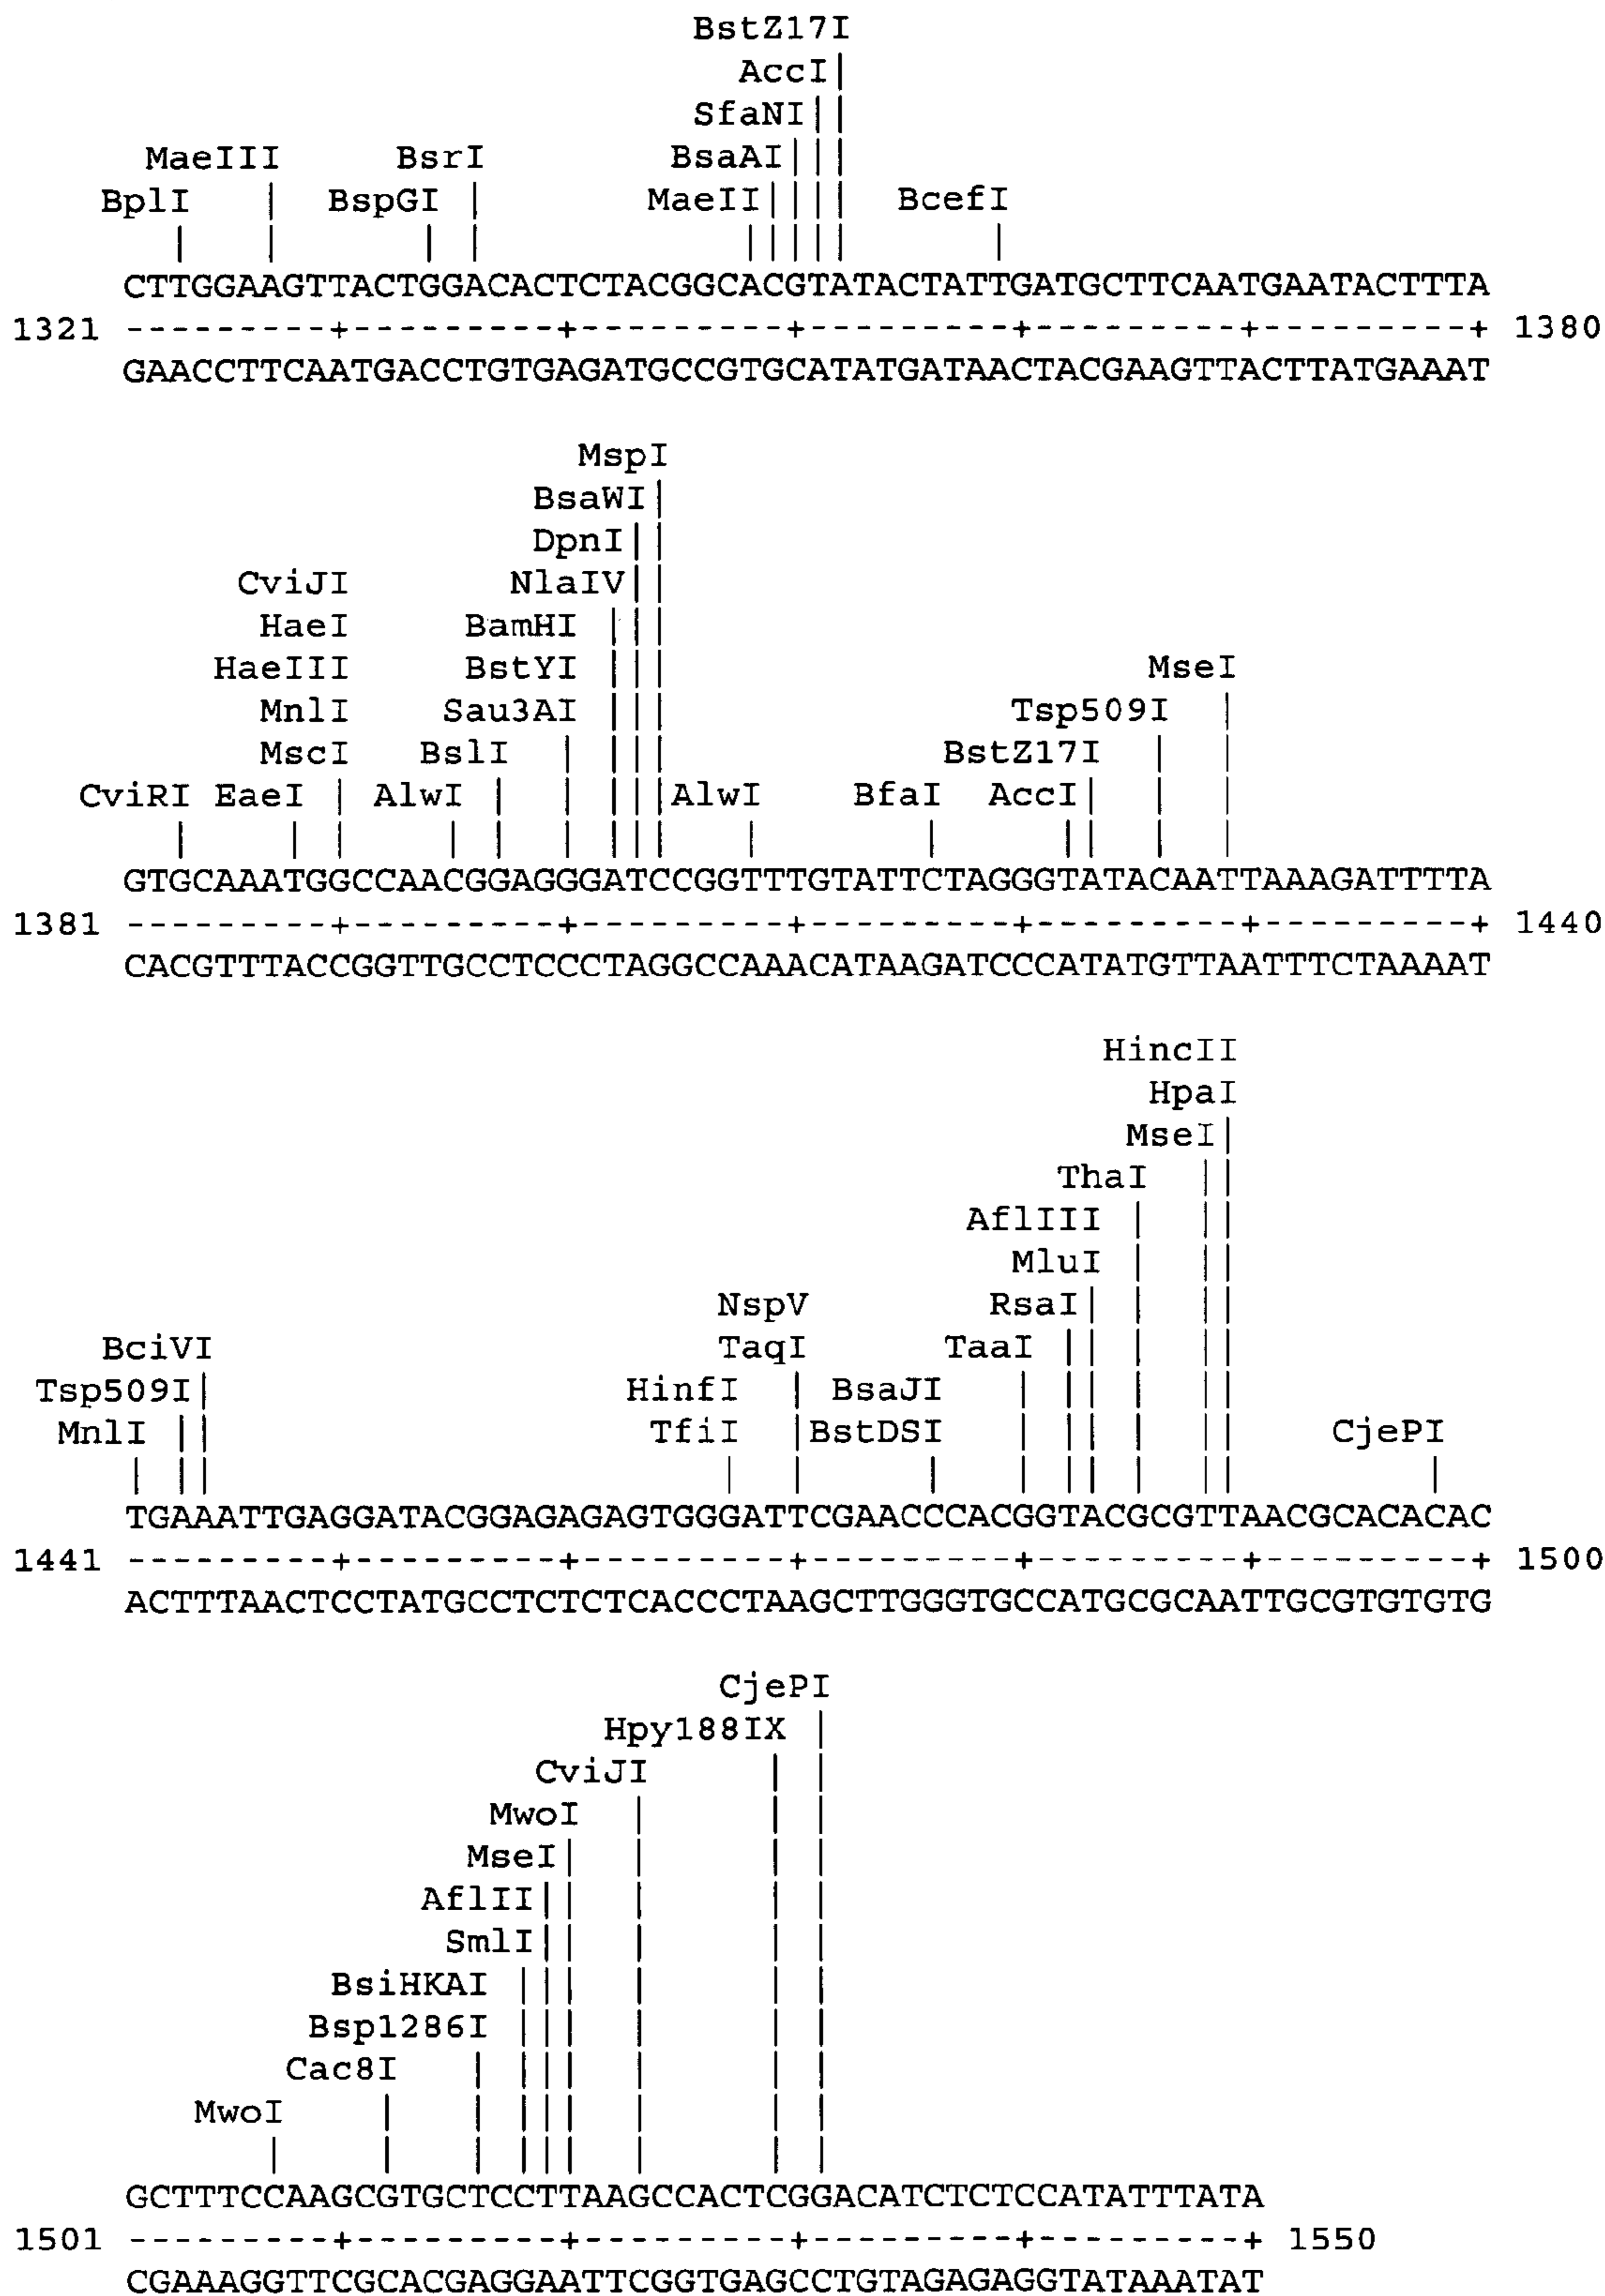 BstZ17I
AccI
SfaNI
MaeIII BsrI BsaAI
BplI BspGI MaeII BcefI
CTTGGAAGTTACTGGACACTCTACGGCACGTATACTATTGATGCTTCAATGAATACTTTA
1321 ---------+---------+---------+---------+---------+---------+ 1380
GAACCTTCAATGACCTGTGAGATGCCGTGCATATGATAACTACGAAGTTACTTATGAAAT
MspI
BsaWI
DpnI
CviJI NlaIV
HaeI BamHI
HaeIII BstYI MseI
MnlI Sau3AI Tsp509I
MscI BslI BstZ17I
CviRI EaeI AlwI AlwI BfaI AccI
GTGCAAATGGCCAACGGAGGGATCCGGTTTGTATTCTAGGGTATACAATTAAAGATTTTA
1381 ---------+---------+---------+---------+---------+---------+ 1440
CACGTTTACCGGTTGCCTCCCTAGGCCAAACATAAGATCCCATATGTTAATTTCTAAAAT
HincII
HpaI
MseI
ThaI
AflIII
MluI
NspV RsaI
BciVI TaqI TaaI
Tsp509I HinfI BsaJI
MnlI TfiI BstDSI CjePI
TGAAATTGAGGATACGGAGAGAGTGGGATTCGAACCCACGGTACGCGTTAACGCACACAC
1441 ---------+---------+---------+---------+---------+---------+ 1500
ACTTTAACTCCTATGCCTCTCTCACCCTAAGCTTGGGTGCCATGCGCAATTGCGTGTGTG
CjePI
Hpy188IX
CviJI
MwoI
MseI
AflII
SmlI
BsiHKAI
Bsp1286I
Cac8I
MwoI
GCTTTCCAAGCGTGCTCCTTAAGCCACTCGGACATCTCTCCATATTTATA
1501 ---------+---------+---------+---------+---------+ 1550
CGAAAGGTTCGCACGAGGAATTCGGTGAGCCTGTAGAGAGGTATAAATAT